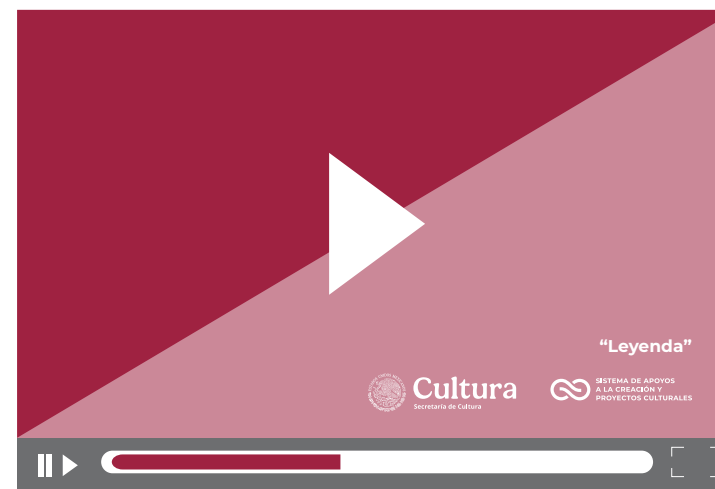 “Leyenda”
Cultura
Secretaría de Cultura
SISTEMA DE APOYOS
A LA CREACIÓN Y
PROYECTOS CULTURALES